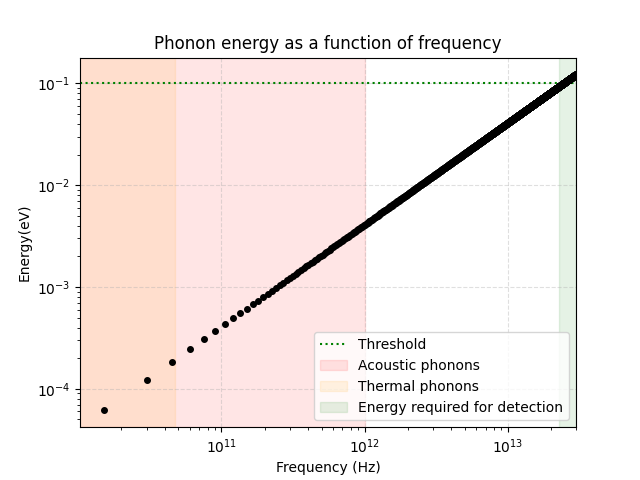 Phonon energy as a function of frequency
10⁻¹
10⁻²
10⁻³
10⁻⁴
Energy(eV)
Threshold
Acoustic phonons
Thermal phonons
Energy required for detection
10¹¹
10¹²
10¹³
Frequency (Hz)